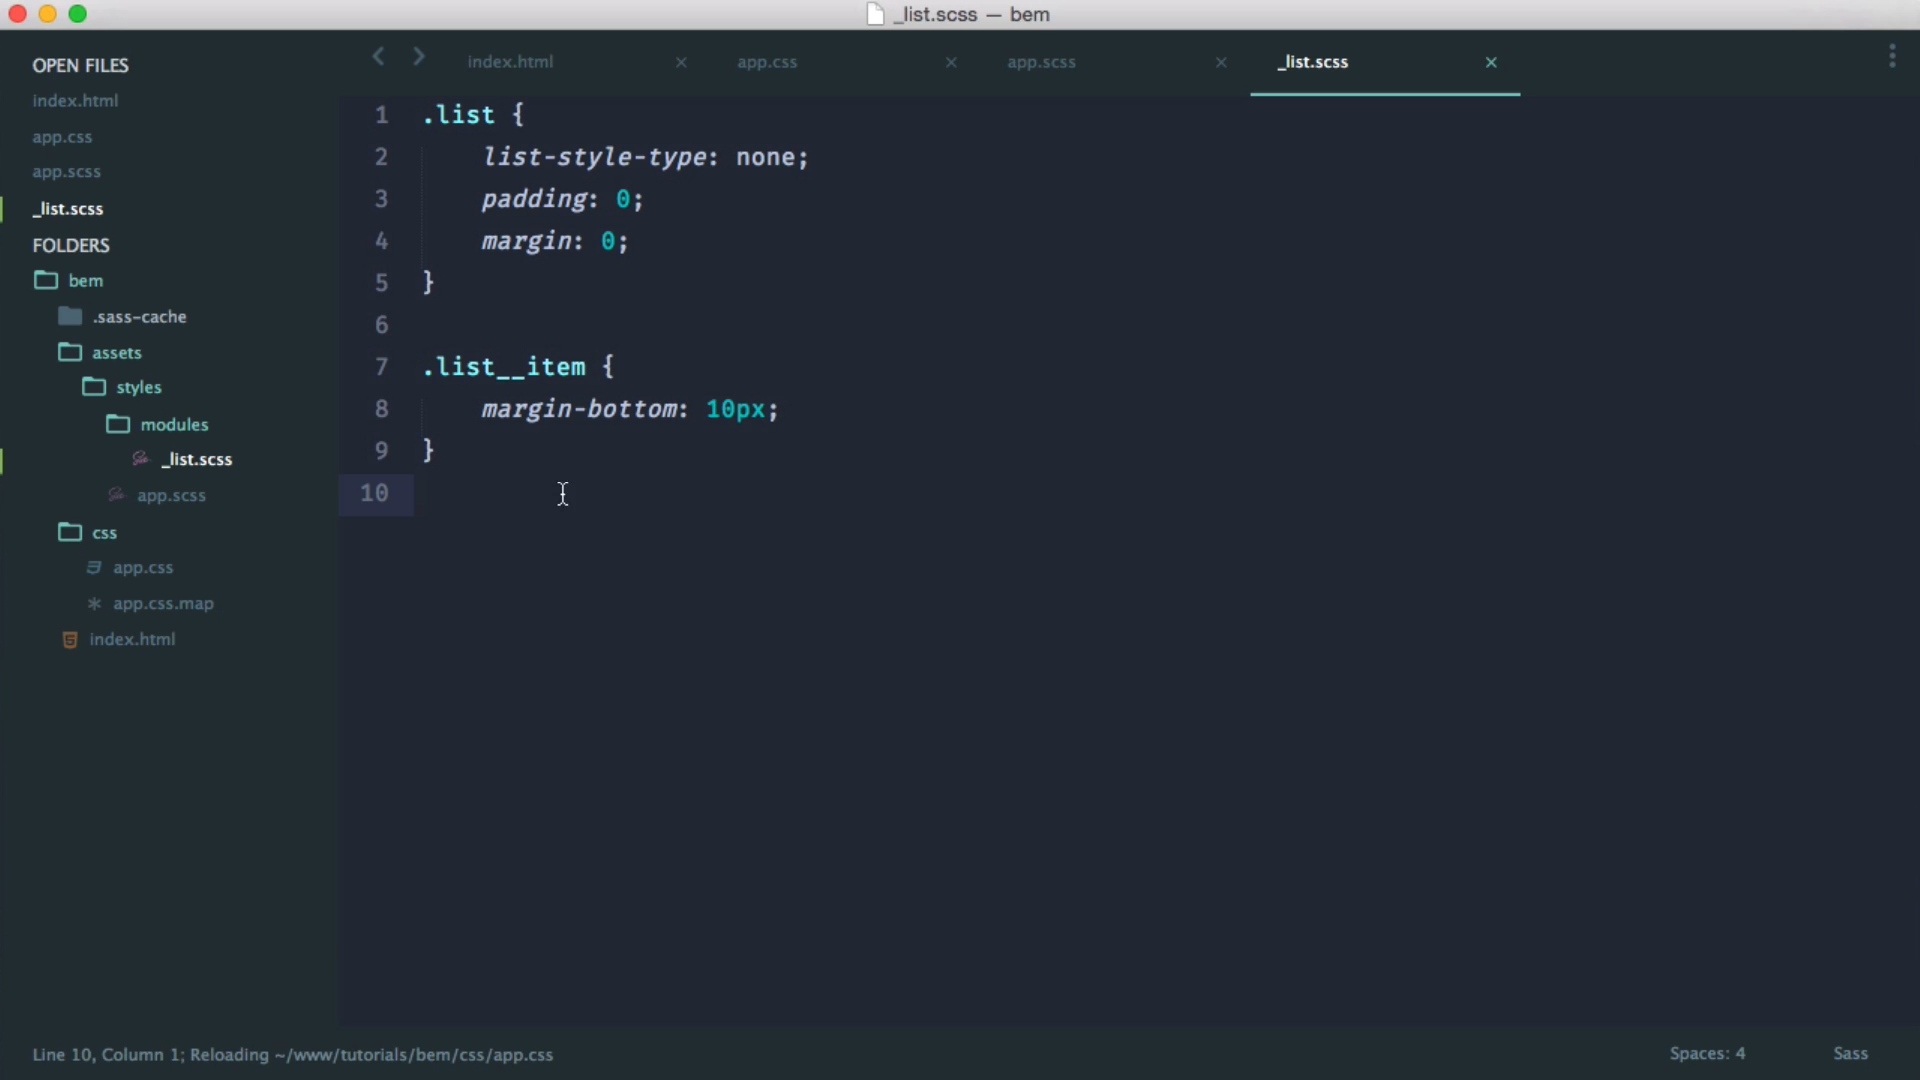 _list.scss — bem
OPEN FILES
index.html
app.css
app.scss
_list.scss
FOLDERS
bem
.sass-cache
assets
styles
modules
_list.scss
app.scss
css
app.css
app.css.map
index.html
index.html
app.css
app.scss
_list.scss
1 .list {
2 list-style-type: none;
3 padding: 0;
4 margin: 0;
5 }
6
7 .list__item {
8 margin-bottom: 10px;
9 }
10
Line 10, Column 1; Reloading ~/www/tutorials/bem/css/app.css
Spaces: 4
Sass